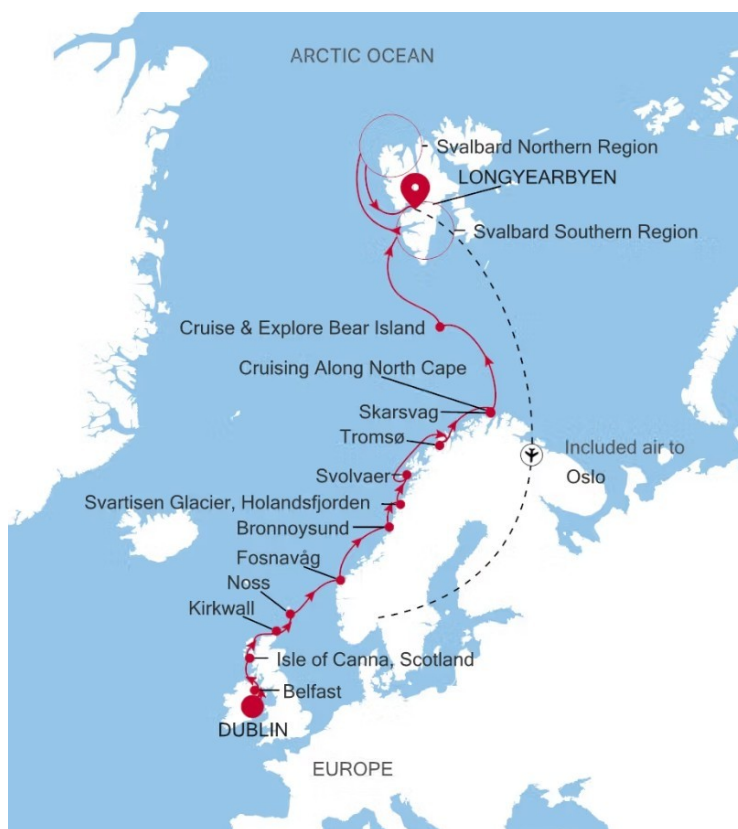 ARCTIC OCEAN
Svalbard Northern Region
LONGYEARBYEN
Svalbard Southern Region
Cruise & Explore Bear Island
Cruising Along North Cape
Skarsvag
Tromsø
Included air to
Oslo
Svolvaer
Svartisen Glacier, Holandsfjorden
Bronnoysund
Fosnavåg
Noss
Kirkwall
Isle of Canna, Scotland
Belfast
DUBLIN
EUROPE